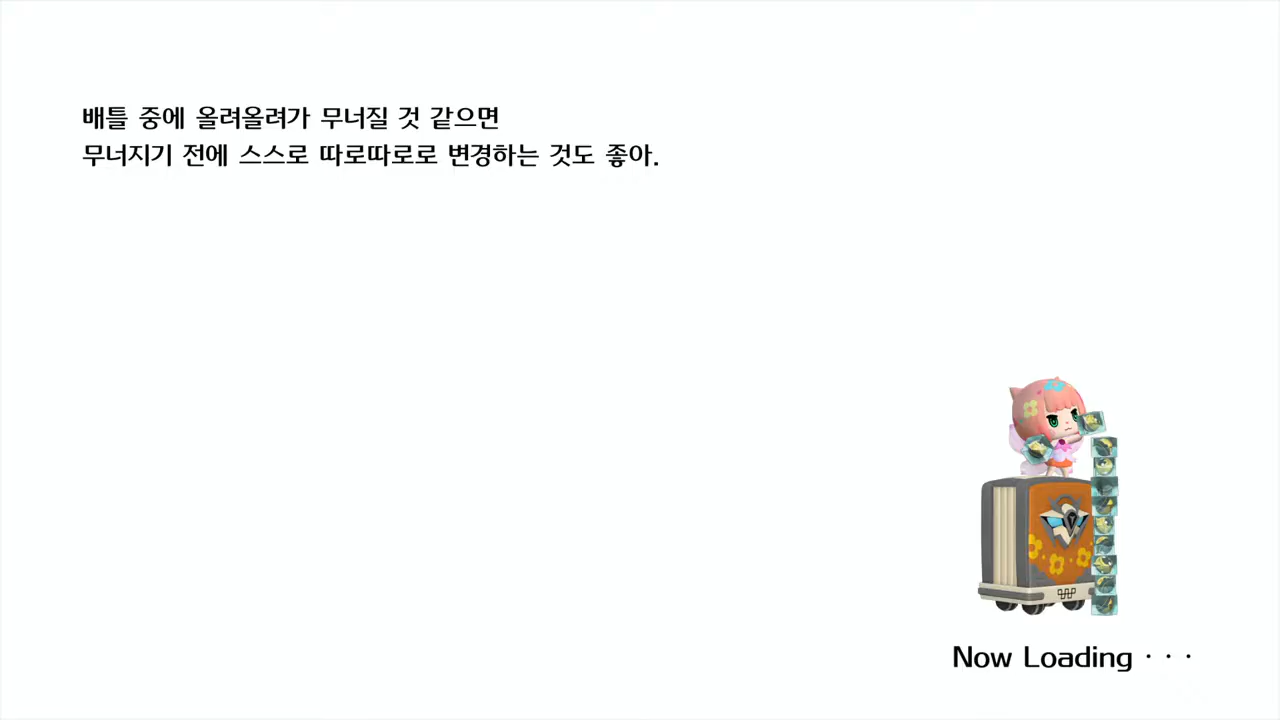 배틀 중에 올려올려가 무너질 것 같으면
무너지기 전에 스스로 따로따로로 변경하는 것도 좋아.
Now Loading · · ·